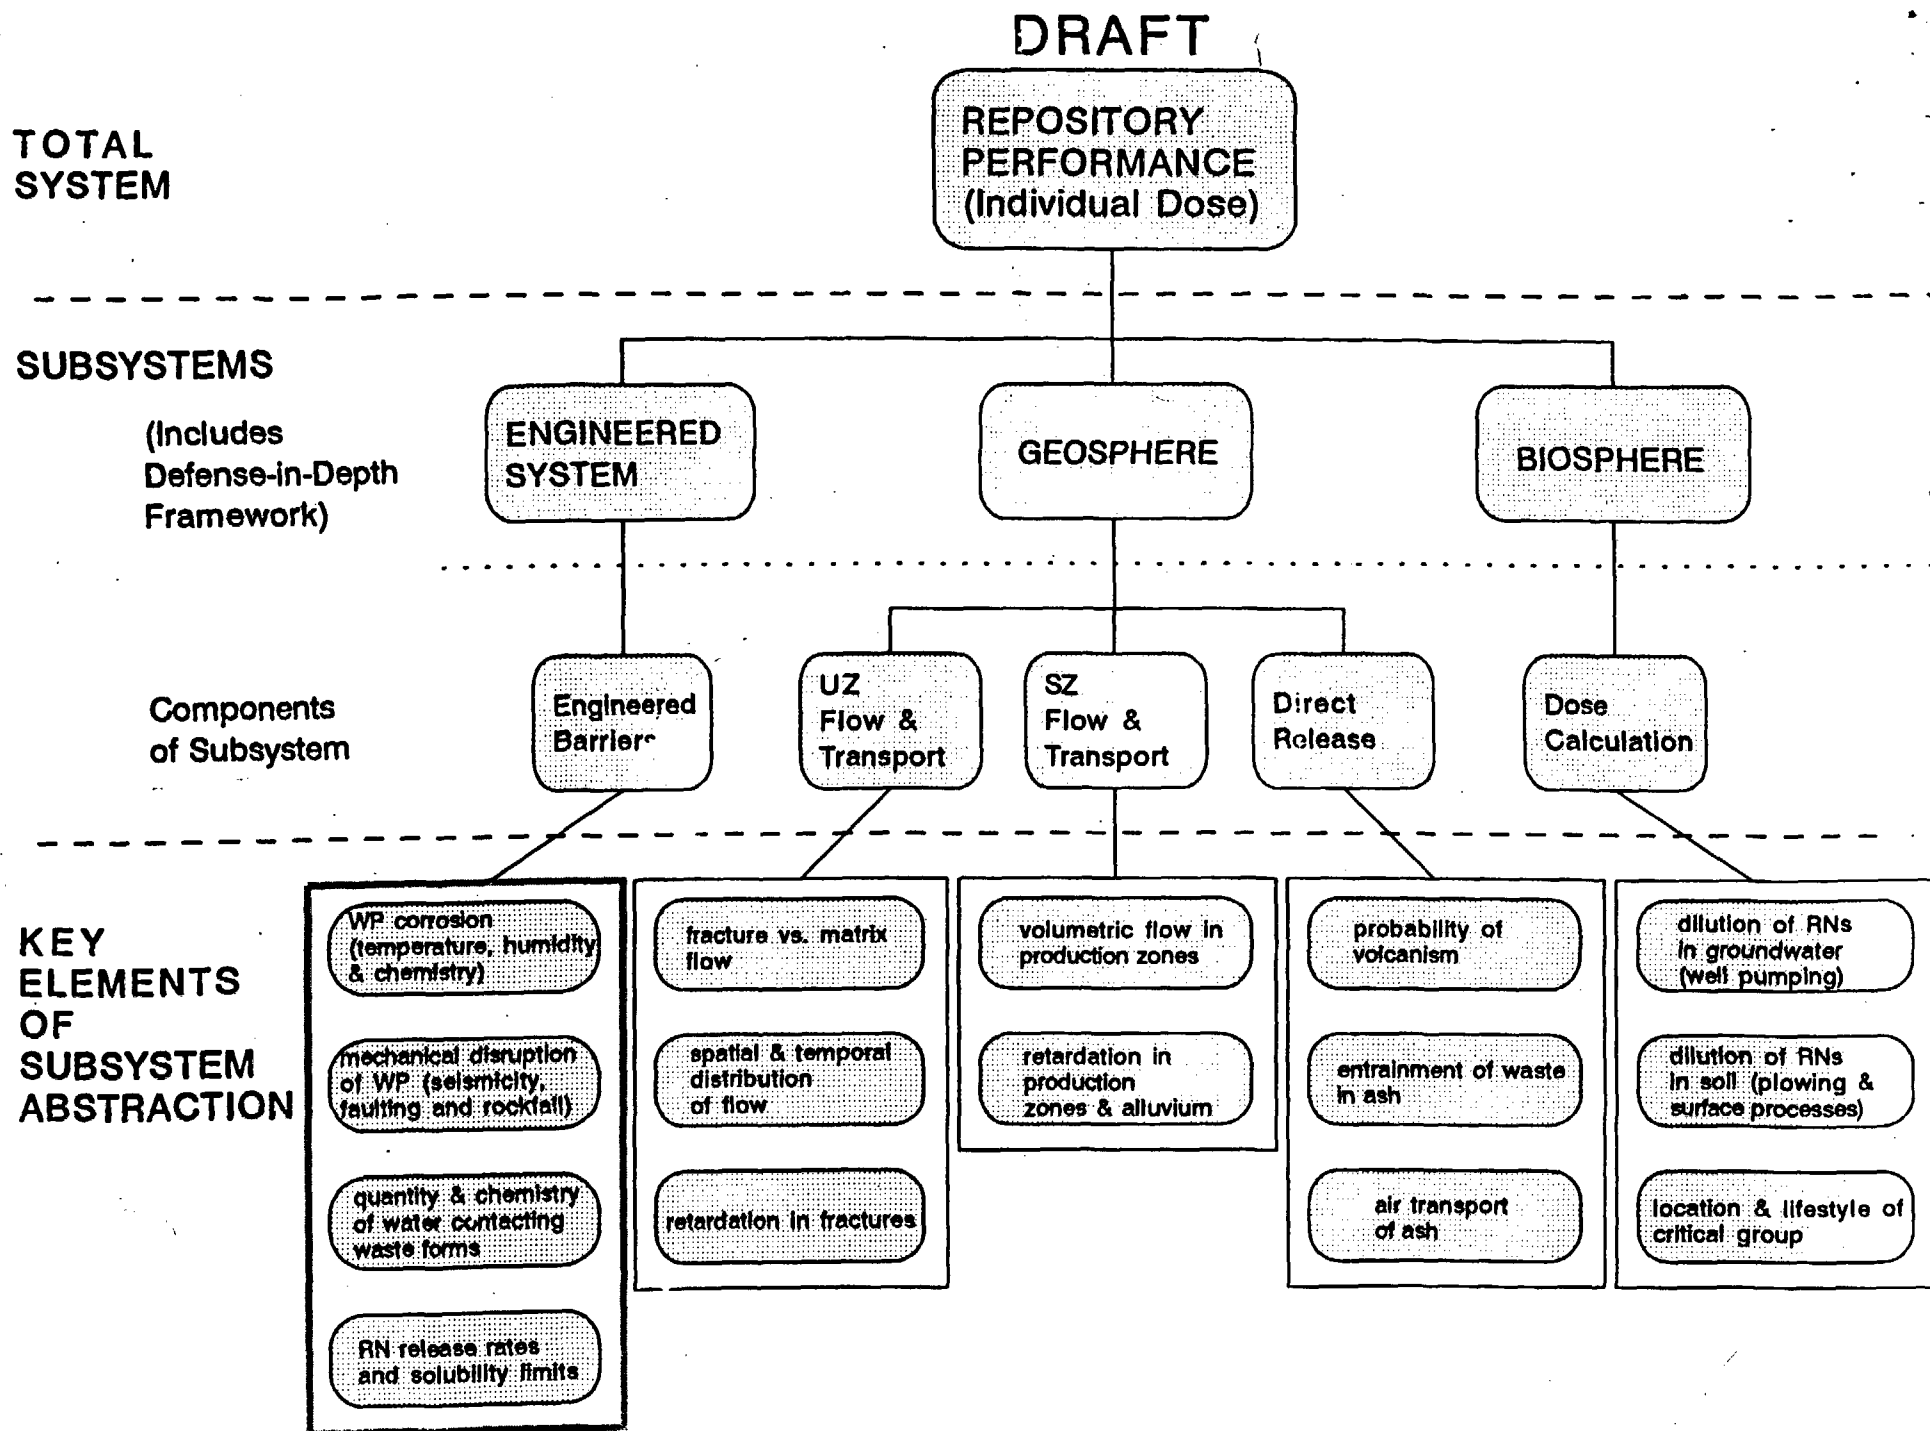 DRAFT
TOTAL
SYSTEM
REPOSITORY
PERFORMANCE
(Individual Dose)
SUBSYSTEMS
(Includes
Defense-in-Depth
Framework)
ENGINEERED
SYSTEM
GEOSPHERE
BIOSPHERE
Components
of Subsystem
Engineered
Barriers
UZ
Flow &
Transport
SZ
Flow &
Transport
Direct
Release
Dose
Calculation
KEY
ELEMENTS
OF
SUBSYSTEM
ABSTRACTION
WP corrosion
(temperature, humidity
& chemistry)
mechanical disruption
of WP (seismicity,
faulting and rockfall)
quantity & chemistry
of water contacting
waste forms
RN release rates
and solubility limits
fracture vs. matrix
flow
spatial & temporal
distribution
of flow
retardation in fractures
volumetric flow in
production zones
retardation in
production
zones & alluvium
probability of
volcanism
entrainment of waste
in ash
air transport
of ash
dilution of RNs
in groundwater
(well pumping)
dilution of RNs
in soil (plowing &
surface processes)
location & lifestyle of
critical group